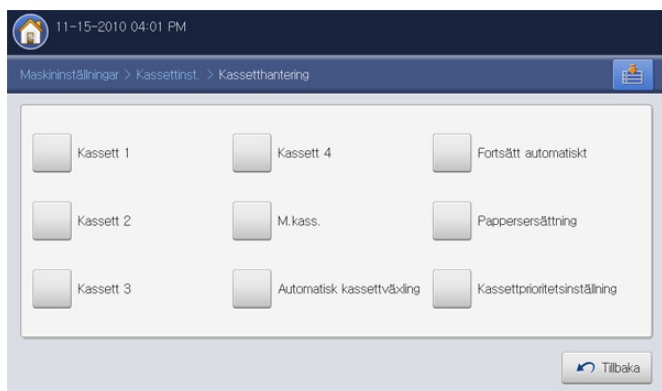 11-15-2010 04:01 PM
Maskininställningar > Kassettinst. > Kassetthantering
Kassett 1
Kassett 4
Fortsätt automatiskt
Kassett 2
M.kass.
Pappersersättning
Kassett 3
Automatisk kassettväxling
Kassettprioritetsinställning
Tillbaka